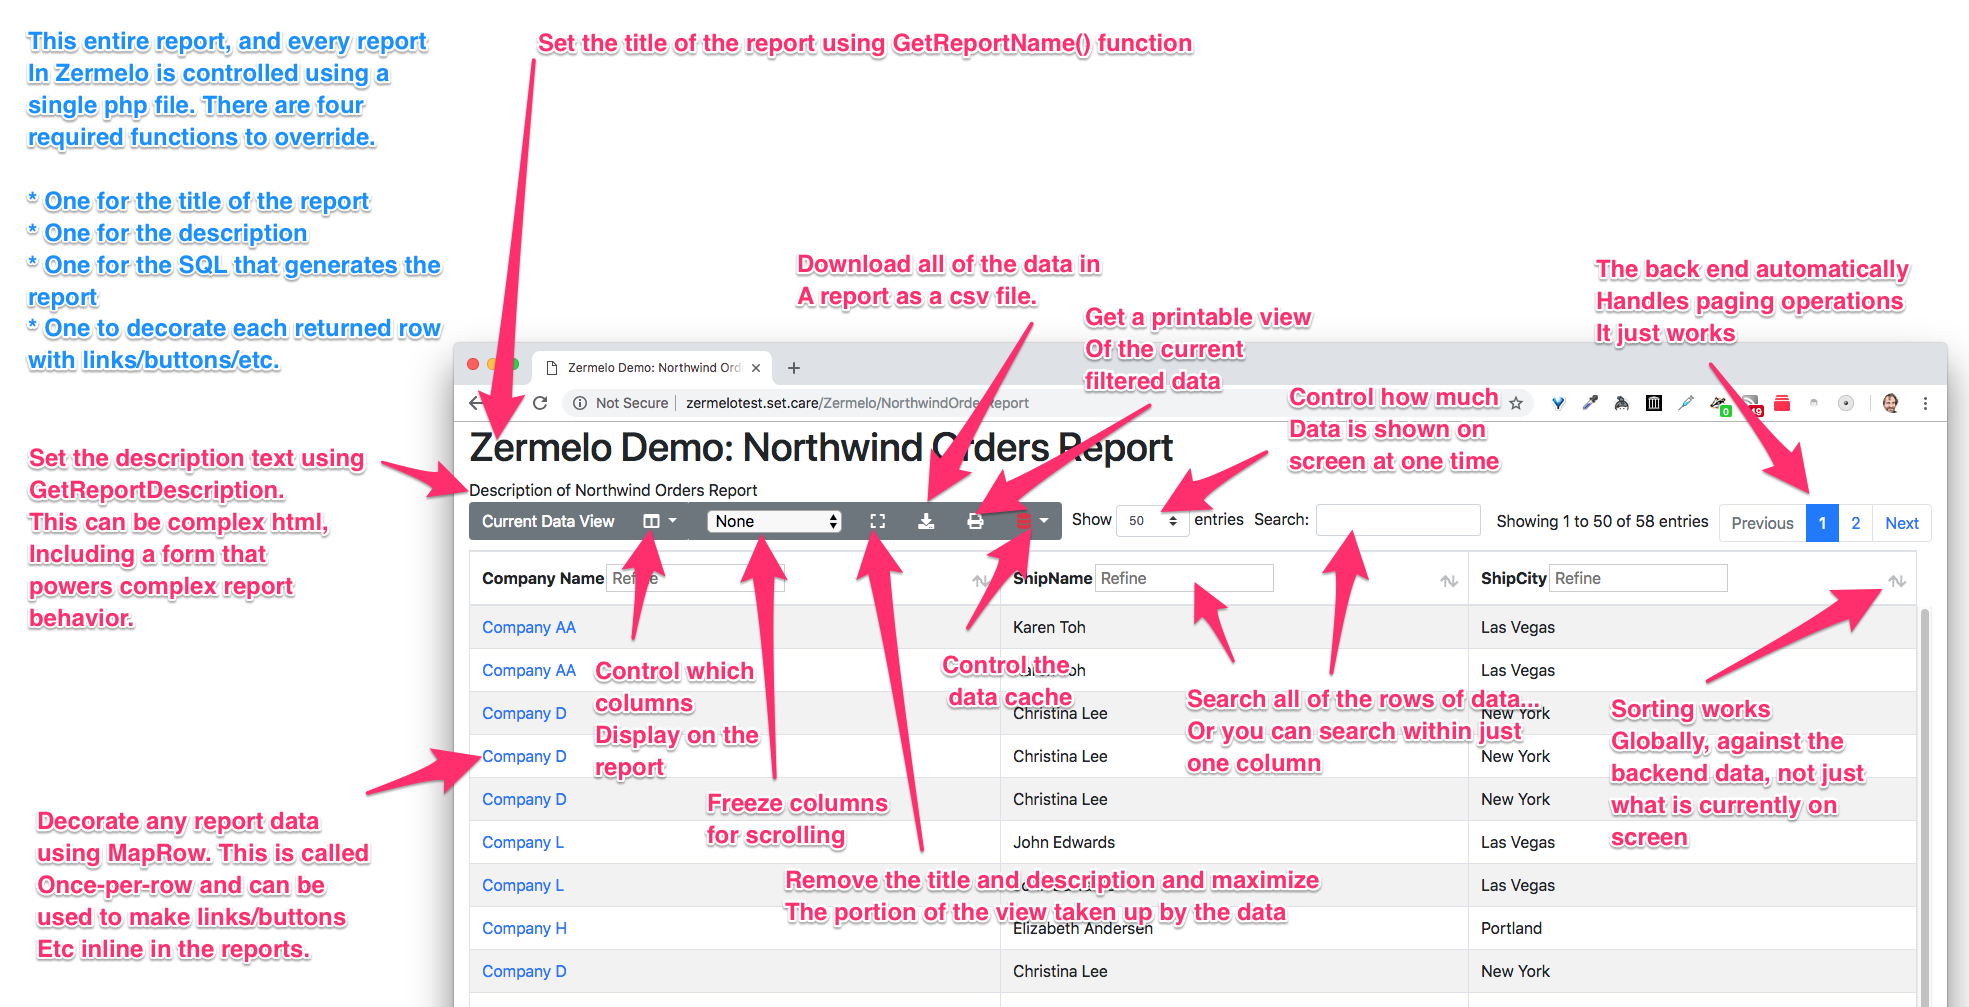 This entire report, and every report
In Zermelo is controlled using a
single php file. There are four
required functions to override.
* One for the title of the report
* One for the description
* One for the SQL that generates the
report
* One to decorate each returned row
with links/buttons/etc.
Set the title of the report using GetReportName() function
Download all of the data in
A report as a csv file.
Get a printable view
Of the current
filtered data
Control how much
Data is shown on
screen at one time
The back end automatically
Handles paging operations
It just works
Zermelo Demo: Northwind Ord
Not Secure
zermelotest.set.care/Zermelo/NorthwindOrderReport
0
49
Zermelo Demo: Northwind Orders Report
Set the description text using
GetReportDescription.
This can be complex html,
Including a form that
powers complex report
behavior.
Description of Northwind Orders Report
Current Data View
None
Show 50 entries Search:
Showing 1 to 50 of 58 entries
Previous 1 2 Next
Company Name Refine
ShipName Refine
ShipCity Refine
Company AA Karen Toh Las Vegas
Company AA Karen Toh Las Vegas
Company D Christina Lee New York
Company D Christina Lee New York
Company D Christina Lee New York
Company L John Edwards Las Vegas
Company L Las Vegas
Company H Elizabeth Andersen Portland
Company D Christina Lee New York
Control which
columns
Display on the
report
Freeze columns
for scrolling
Control the
data cache
Search all of the rows of data...
Or you can search within just
one column
Sorting works
Globally, against the
backend data, not just
what is currently on
screen
Decorate any report data
using MapRow. This is called
Once-per-row and can be
used to make links/buttons
Etc inline in the reports.
Remove the title and description and maximize
The portion of the view taken up by the data